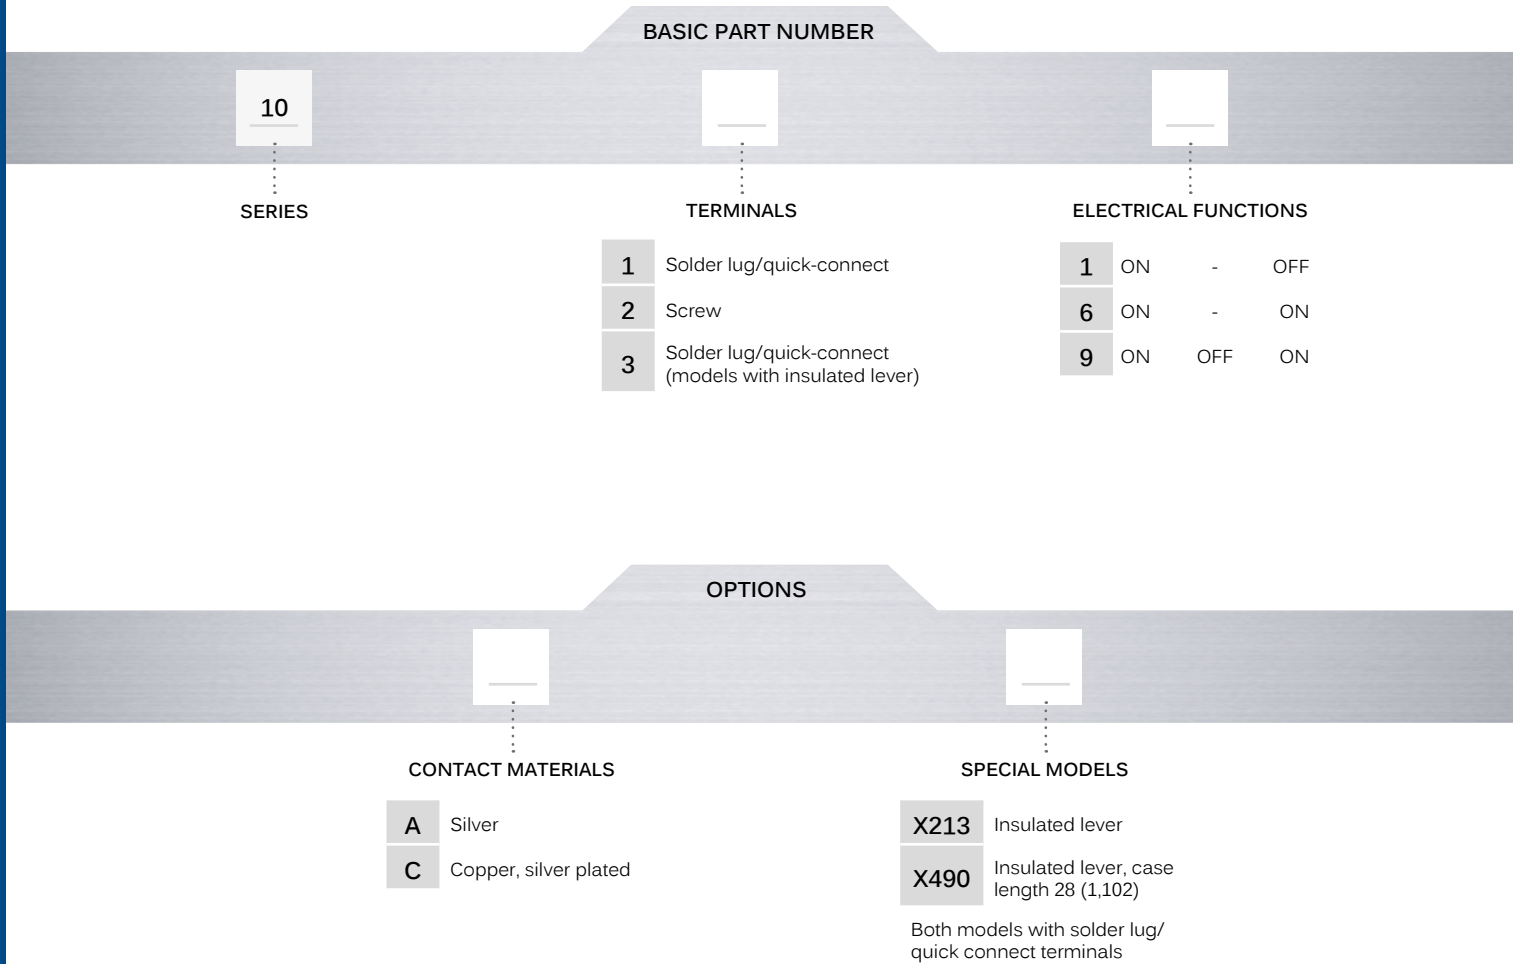 BASIC PART NUMBER
10
SERIES
TERMINALS
1 Solder lug/quick-connect
2 Screw
3 Solder lug/quick-connect
(models with insulated lever)
ELECTRICAL FUNCTIONS
1 ON - OFF
6 ON - ON
9 ON OFF ON
OPTIONS
CONTACT MATERIALS
A Silver
C Copper, silver plated
SPECIAL MODELS
X213 Insulated lever
X490 Insulated lever, case
length 28 (1,102)
Both models with solder lug/
quick connect terminals